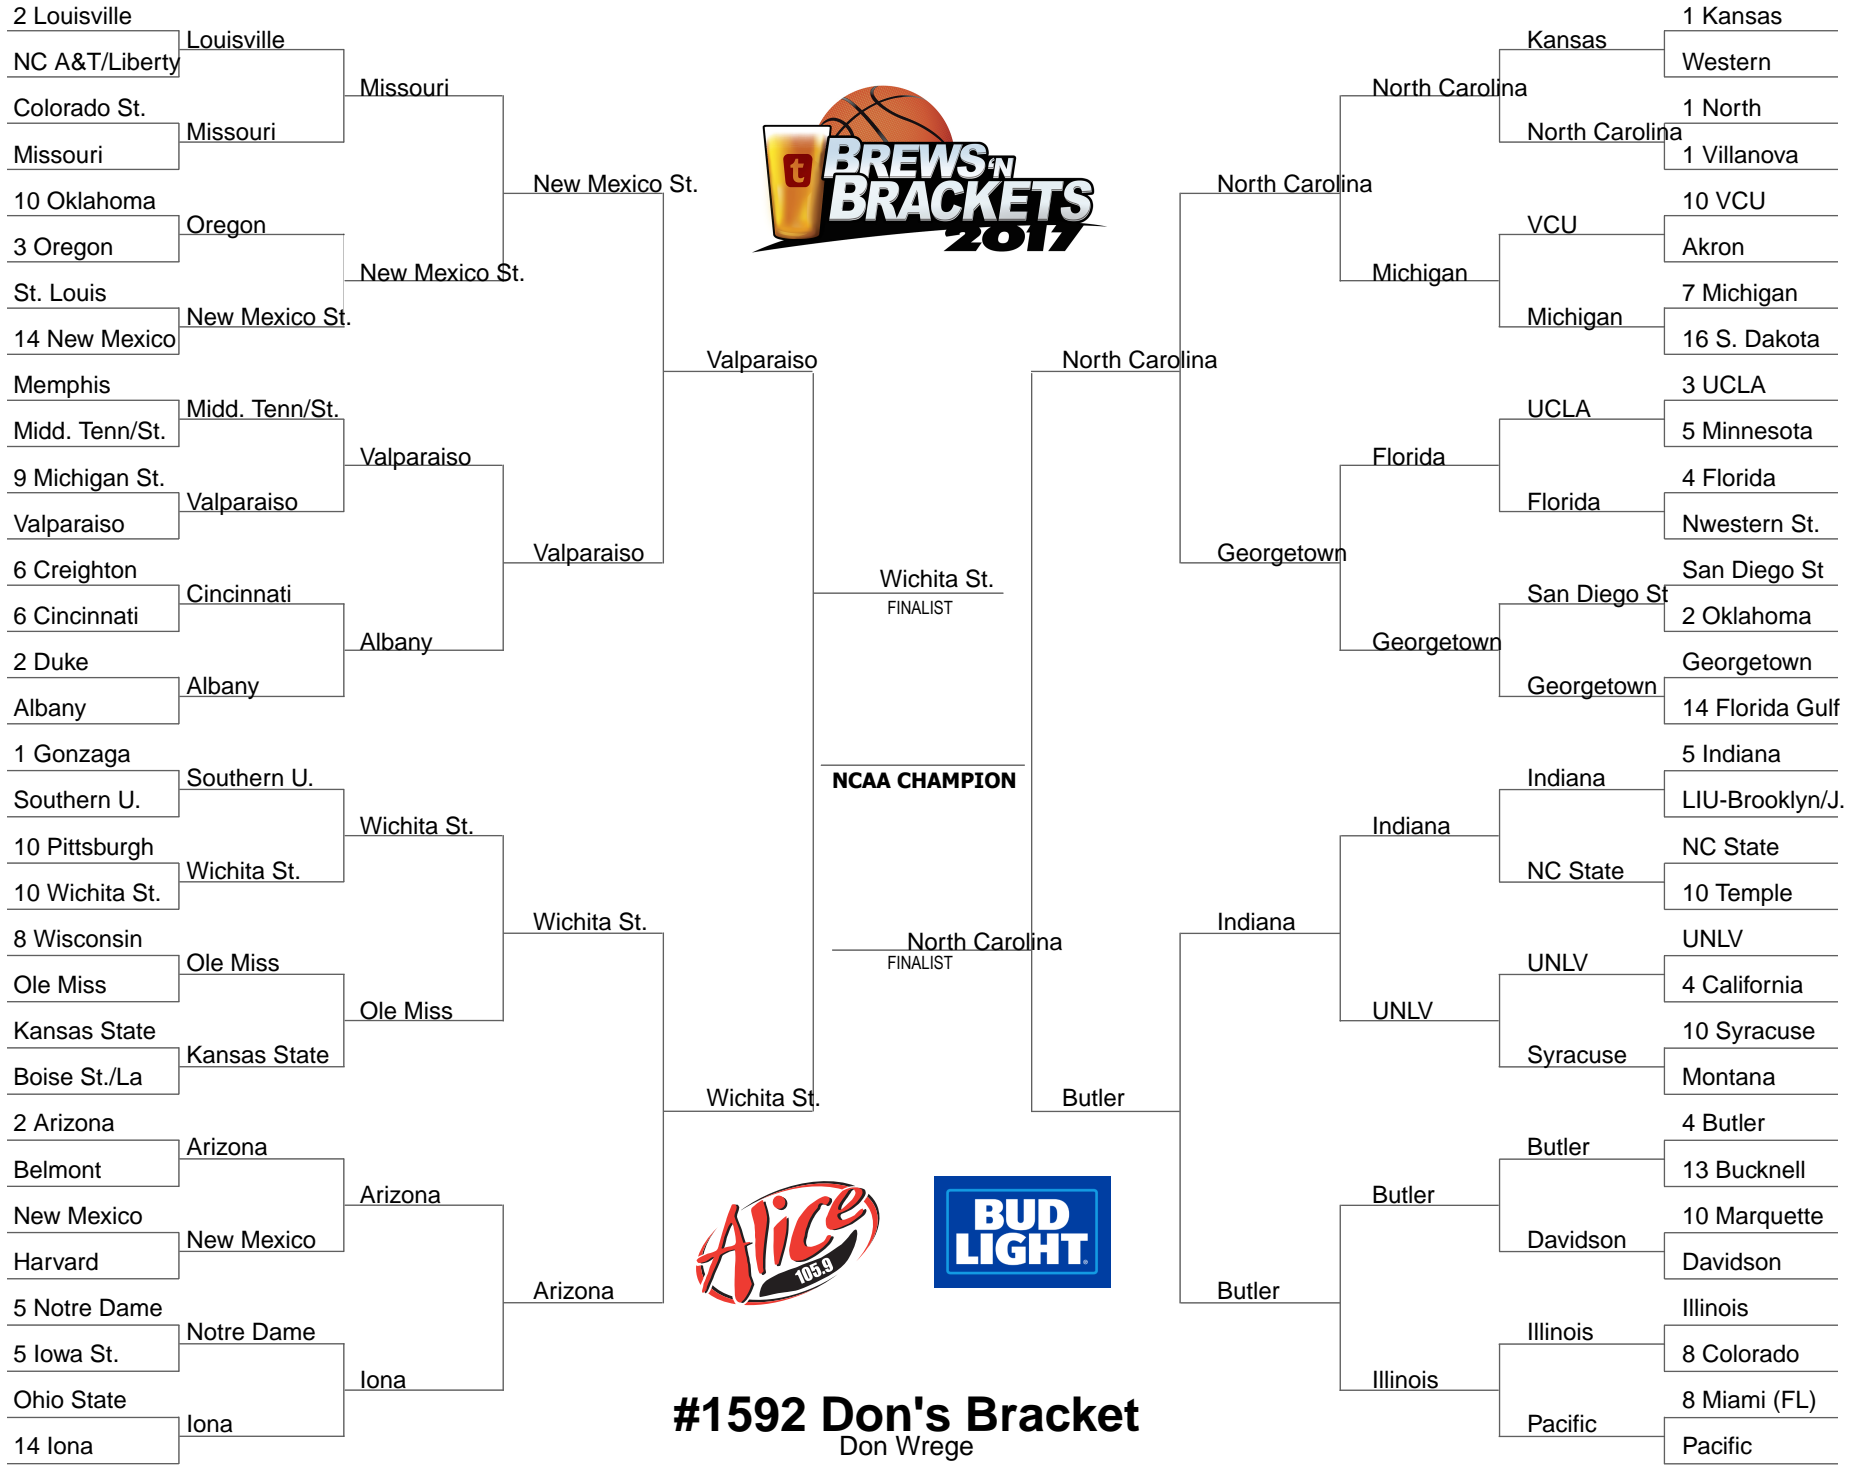 2 Louisville
NC A&T/Liberty
Colorado St.
Missouri
10 Oklahoma
3 Oregon
St. Louis
14 New Mexico
Memphis
Midd. Tenn/St.
9 Michigan St.
Valparaiso
6 Creighton
6 Cincinnati
2 Duke
Albany
1 Gonzaga
Southern U.
10 Pittsburgh
10 Wichita St.
8 Wisconsin
Ole Miss
Kansas State
Boise St./La
2 Arizona
Belmont
New Mexico
Harvard
5 Notre Dame
5 Iowa St.
Ohio State
14 Iona
Louisville
Missouri
Oregon
New Mexico St.
Midd. Tenn/St.
Valparaiso
Cincinnati
Albany
Southern U.
Wichita St.
Ole Miss
Kansas State
Arizona
New Mexico
Notre Dame
Iona
Missouri
New Mexico St.
Valparaiso
Albany
Wichita St.
Ole Miss
Arizona
Iona
New Mexico St.
Valparaiso
Wichita St.
Arizona
Valparaiso
Wichita St.
t
BREWS 'N
BRACKETS
2017
Wichita St.
FINALIST
NCAA CHAMPION
North Carolina
FINALIST
Alice
105.9
BUD
LIGHT
#1592 Don's Bracket
Don Wrege
North Carolina
Butler
North Carolina
Georgetown
Indiana
Butler
North Carolina
Michigan
Florida
Georgetown
Indiana
UNLV
Butler
Illinois
Kansas
North Carolina
VCU
Michigan
UCLA
Florida
San Diego St
Georgetown
Indiana
NC State
UNLV
Syracuse
Butler
Davidson
Illinois
Pacific
1 Kansas
Western
1 North
1 Villanova
10 VCU
Akron
7 Michigan
16 S. Dakota
3 UCLA
5 Minnesota
4 Florida
Nwestern St.
San Diego St
2 Oklahoma
Georgetown
14 Florida Gulf
5 Indiana
LIU-Brooklyn/J.
NC State
10 Temple
UNLV
4 California
10 Syracuse
Montana
4 Butler
13 Bucknell
10 Marquette
Davidson
Illinois
8 Colorado
8 Miami (FL)
Pacific